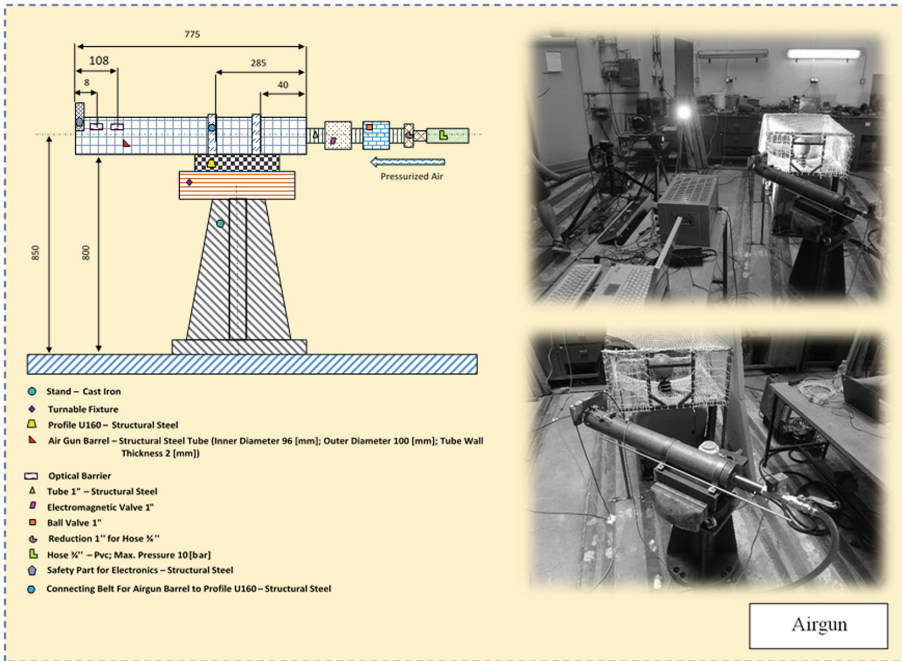 775
108
285
8
40
Pressurized Air
850
800
Stand – Cast Iron
Turnable Fixture
Profile U160 – Structural Steel
Air Gun Barrel – Structural Steel Tube (Inner Diameter 96 [mm]; Outer Diameter 100 [mm]; Tube Wall
Thickness 2 [mm])
Optical Barrier
Tube 1" – Structural Steel
Electromagnetic Valve 1"
Ball Valve 1"
Reduction 1'' for Hose ¾''
Hose ¾'' – Pvc; Max. Pressure 10 [bar]
Safety Part for Electronics – Structural Steel
Connecting Belt For Airgun Barrel to Profile U160 – Structural Steel
Airgun